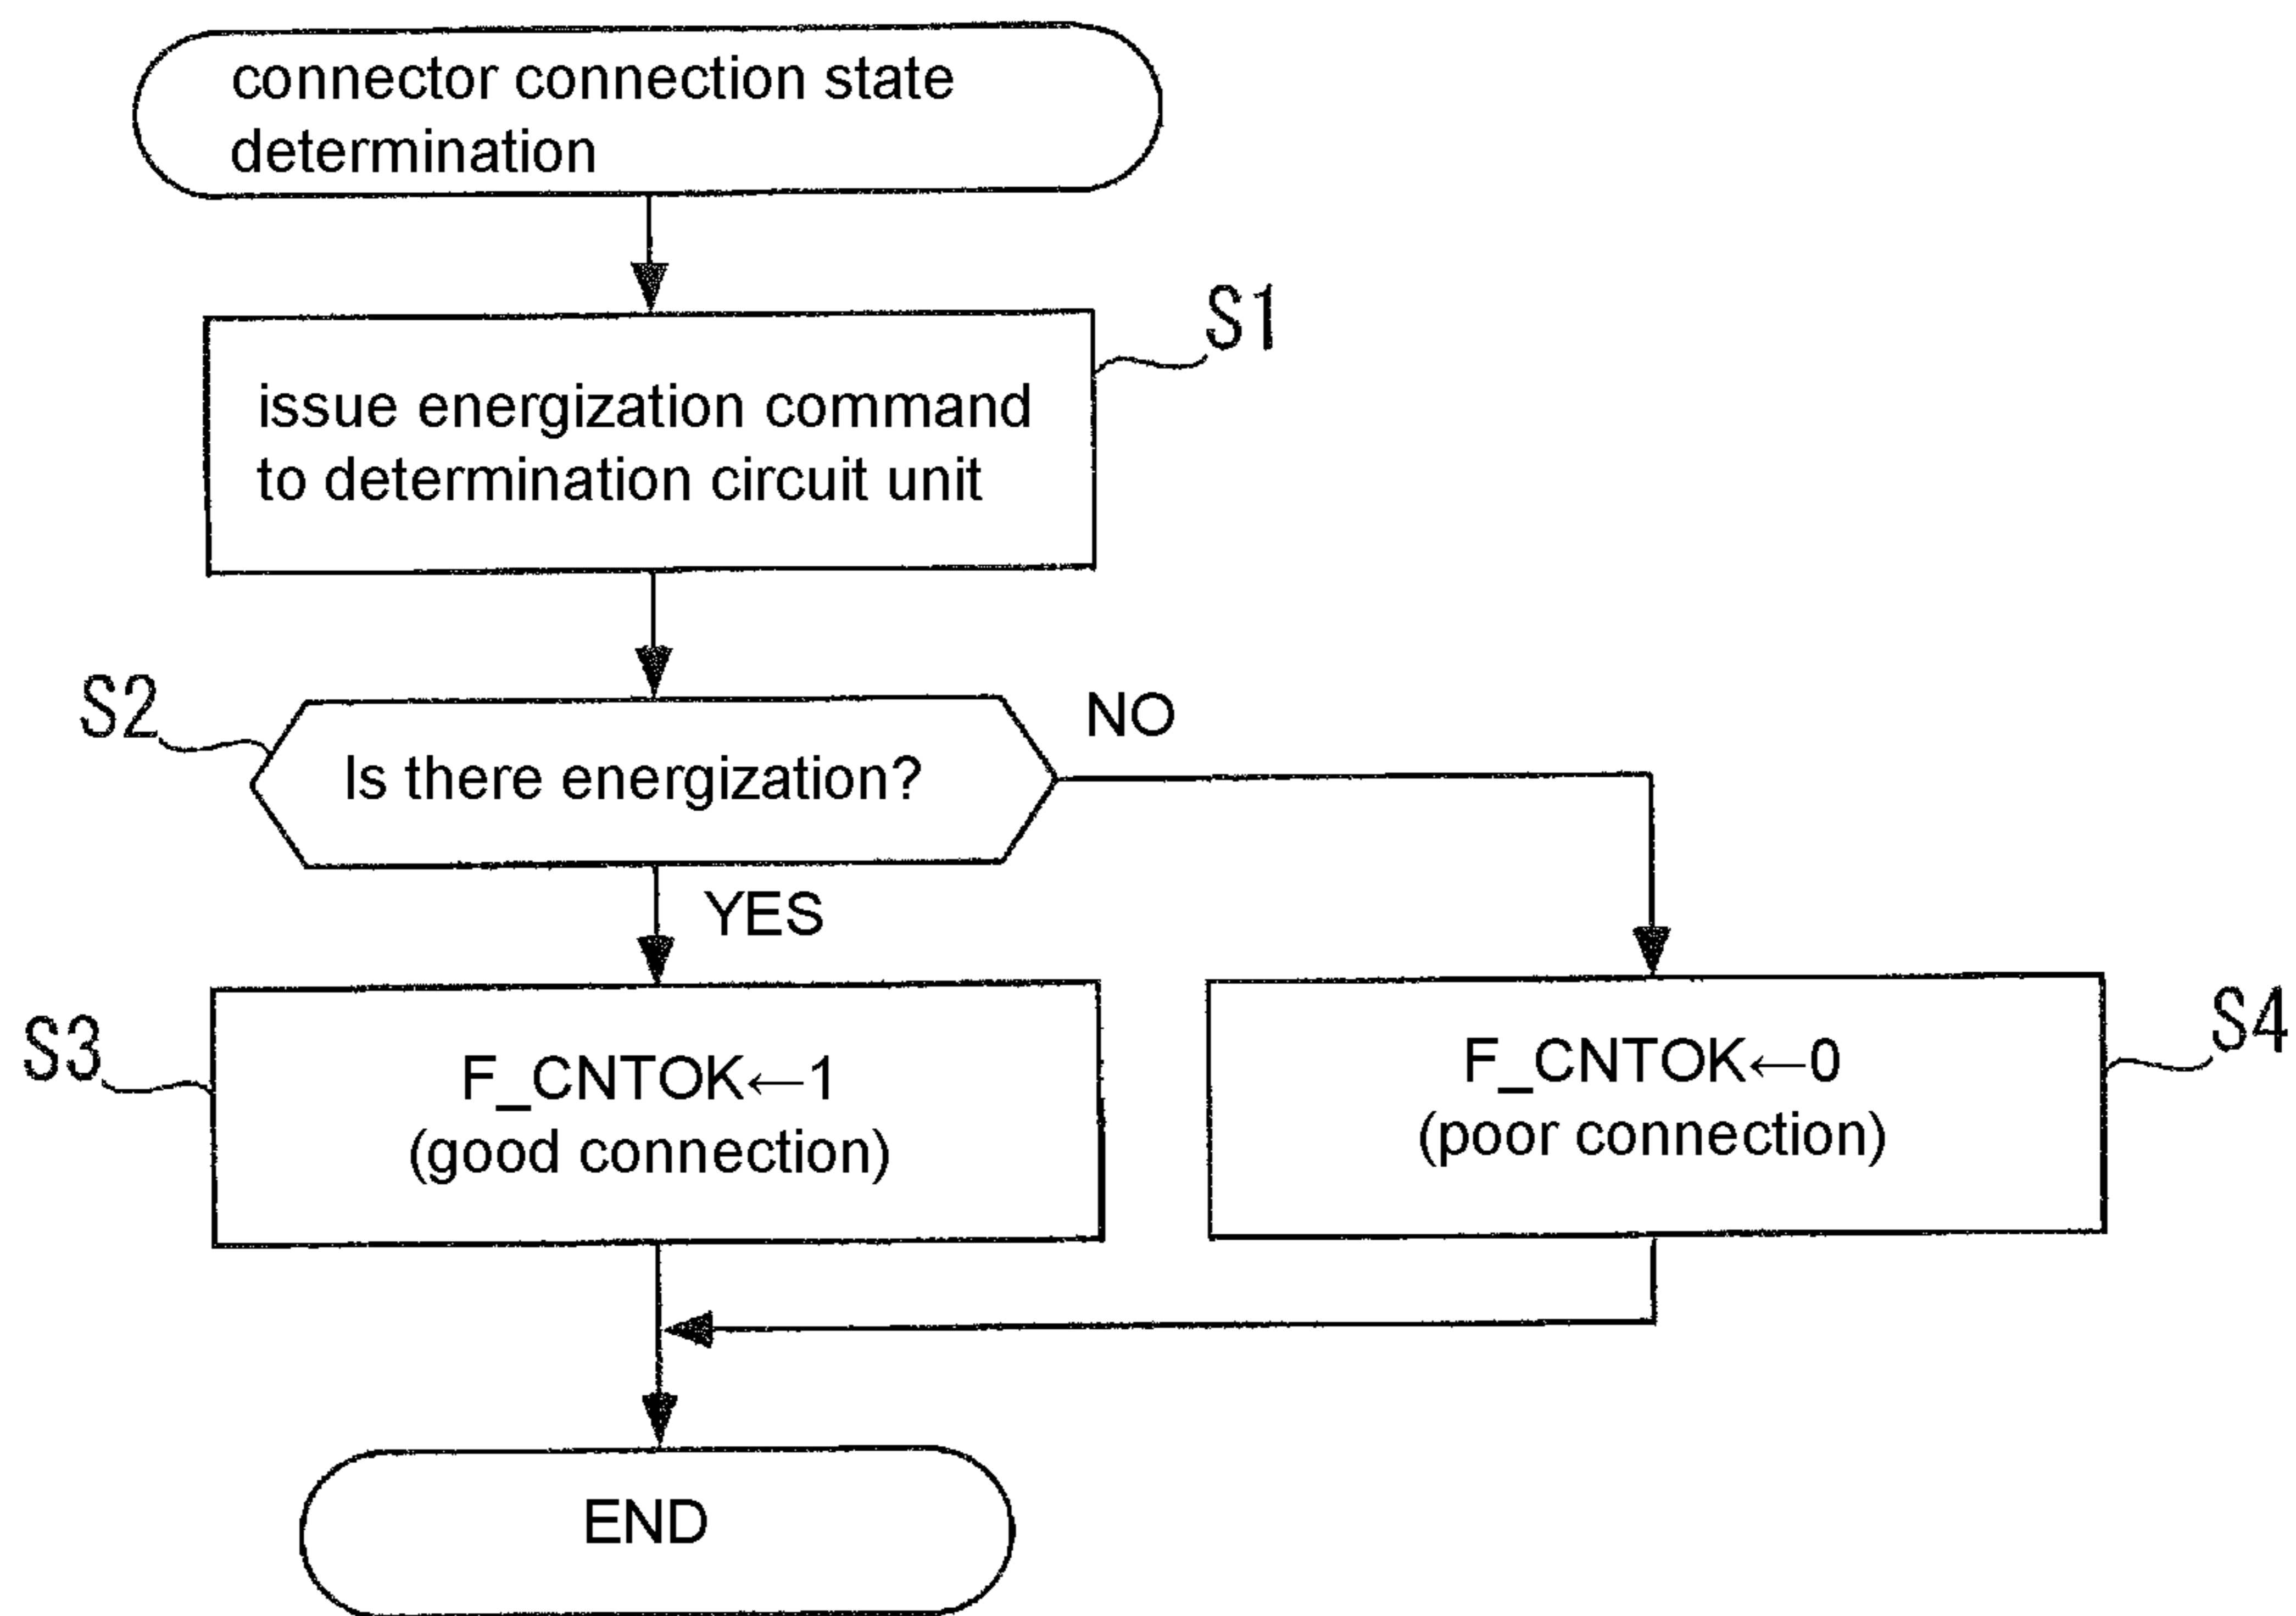 connector connection state
determination
S1
issue energization command
to determination circuit unit
S2
Is there energization?
NO
YES
S3
F_CNTOK←1
(good connection)
S4
F_CNTOK←0
(poor connection)
END